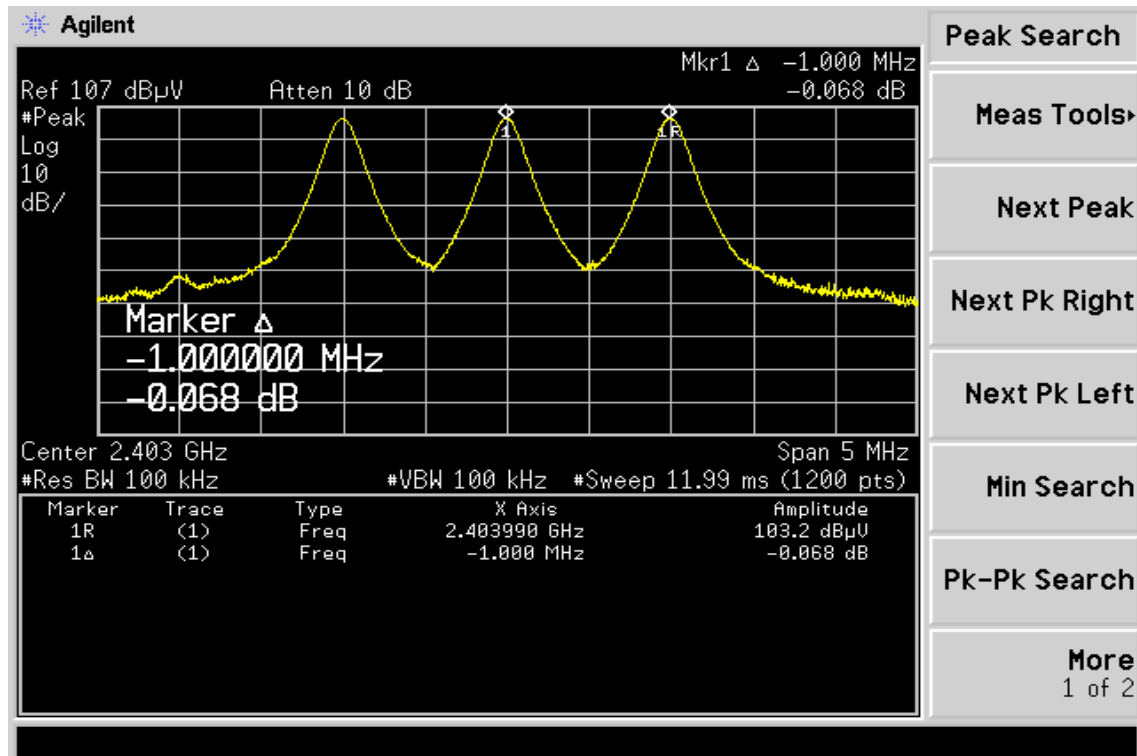 Agilent
Peak Search
Mkr1 Δ -1.000 MHz
Ref 107 dBµV Atten 10 dB -0.068 dB
#Peak
Log
10
dB/
1
1R
Marker Δ
-1.000000 MHz
-0.068 dB
Center 2.403 GHz Span 5 MHz
#Res BW 100 kHz #VBW 100 kHz #Sweep 11.99 ms (1200 pts)
Marker Trace Type X Axis Amplitude
1R (1) Freq 2.403990 GHz 103.2 dBµV
1Δ (1) Freq -1.000 MHz -0.068 dB
Meas Tools
Next Peak
Next Pk Right
Next Pk Left
Min Search
Pk-Pk Search
More
1 of 2